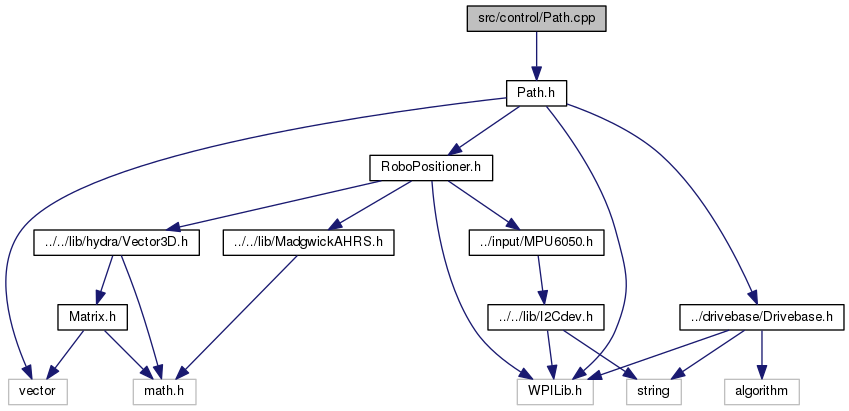 src/control/Path.cpp
Path.h
RoboPositioner.h
../../lib/hydra/Vector3D.h
../../lib/MadgwickAHRS.h
../input/MPU6050.h
Matrix.h
../../lib/I2Cdev.h
../drivebase/Drivebase.h
vector
math.h
WPILib.h
string
algorithm